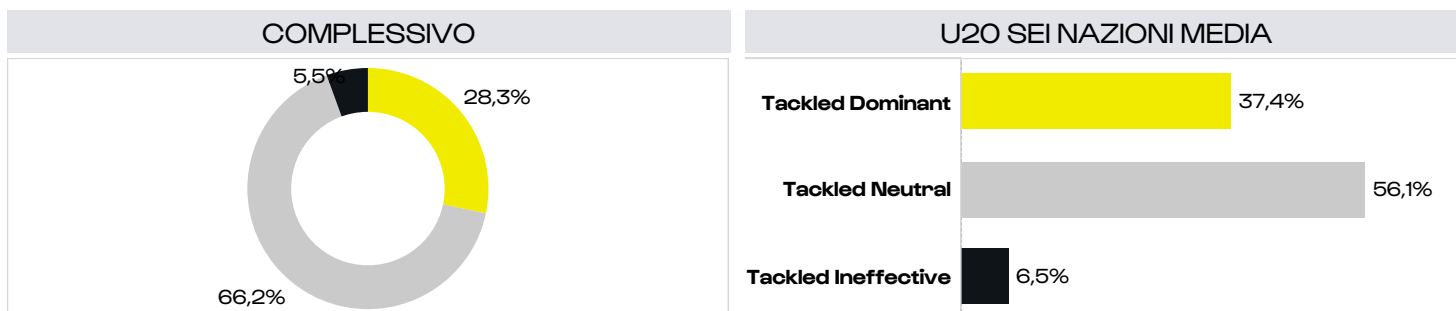 COMPLESSIVO
5,5%
28,3%
66,2%
U20 SEI NAZIONI MEDIA
Tackled Dominant 37,4%
Tackled Neutral 56,1%
Tackled Ineffective 6,5%